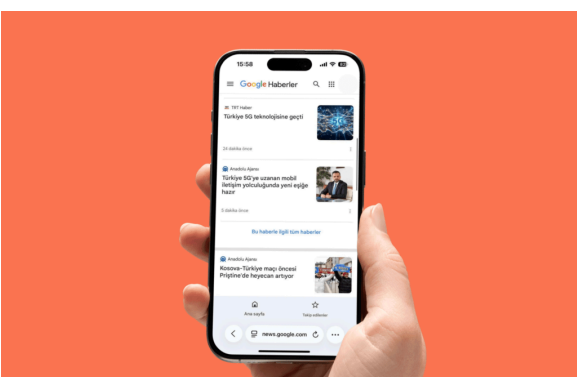 15:58
Google Haberler
TRT Haber
Türkiye 5G teknolojisine geçti
24 dakika önce
Anadolu Ajansı
Türkiye 5G'ye uzanan mobil
iletişim yolculuğunda yeni eşiğe
hazır
5 dakika önce
Bu haberle ilgili tüm haberler
Anadolu Ajansı
Kosova-Türkiye maçı öncesi
Priştine'de heyecan artıyor
Ana sayfa
Takip edilenler
news.google.com